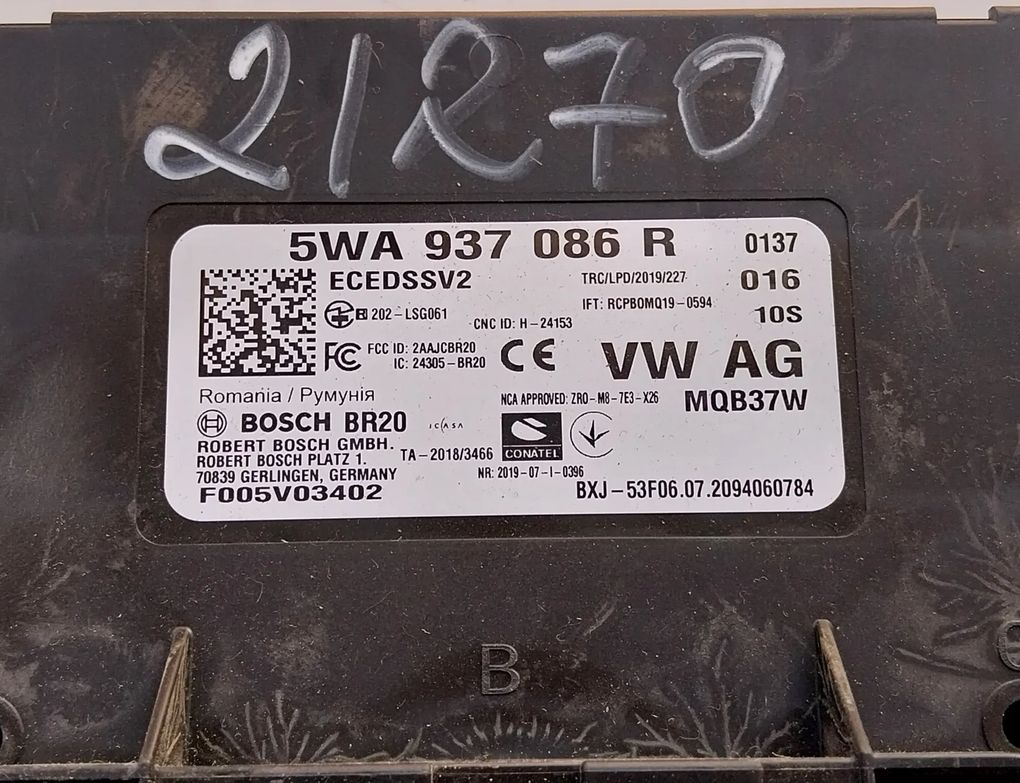 21270
5WA 937 086 R 0137
ECEDSSV2 TRC/LPD/2019/227 016
R 202-LSG061 IFT: RCPBOMQ19-0594 10S
CNC ID: H-24153
FCC ID: 2AAJCBR20 CE VW AG
IC: 24305-BR20
Romania / Румунія NCA APPROVED: ZRO-M8-7E3-X26 MQB37W
BOSCH BR20 ICASA
ROBERT BOSCH GMBH. TA-2018/3466 CONATEL
ROBERT BOSCH PLATZ 1.
70839 GERLINGEN, GERMANY NR: 2019-07-I-0396
F005V03402 BXJ-53F06.07.2094060784
B